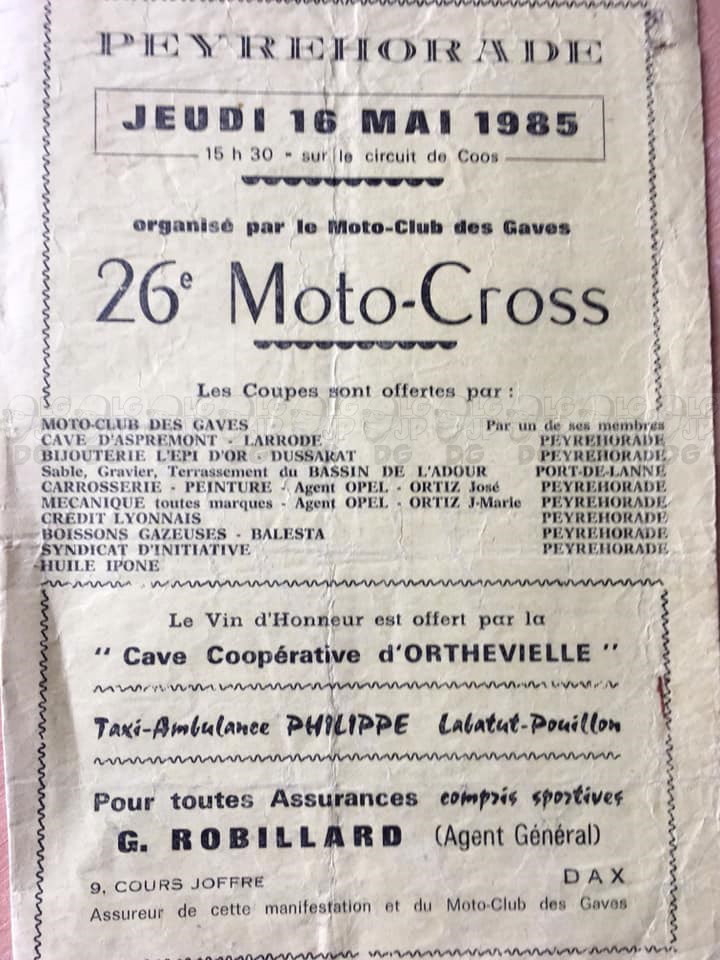 PEYREHORADE
JEUDI 16 MAI 1985
15 h 30 - sur le circuit de Coos
organisé par le Moto-Club des Gaves
26e Moto-Cross
Les Coupes sont offertes par :
MOTO-CLUB DES GAVES Par un de ses membres
CAVE D'ASPREMONT - LARRODE PEYREHORADE
BIJOUTERIE L'EPI D'OR - DUSSARAT PEYREHORADE
Sable, Gravier, Terrassement du BASSIN DE L'ADOUR PORT-DE-LANNE
CARROSSERIE - PEINTURE - Agent OPEL - ORTIZ José PEYREHORADE
MECANIQUE toutes marques - Agent OPEL - ORTIZ J-Marie PEYREHORADE
CRÉDIT LYONNAIS PEYREHORADE
BOISSONS GAZEUSES - BALESTA PEYREHORADE
SYNDICAT D'INITIATIVE PEYREHORADE
HUILE IPONE
Le Vin d'Honneur est offert par la
" Cave Coopérative d'ORTHEVIELLE "
Taxi-Ambulance PHILIPPE Labatut-Pouillon
Pour toutes Assurances compris sportives
G. ROBILLARD (Agent Général)
9, COURS JOFFRE DAX
Assureur de cette manifestation et du Moto-Club des Gaves